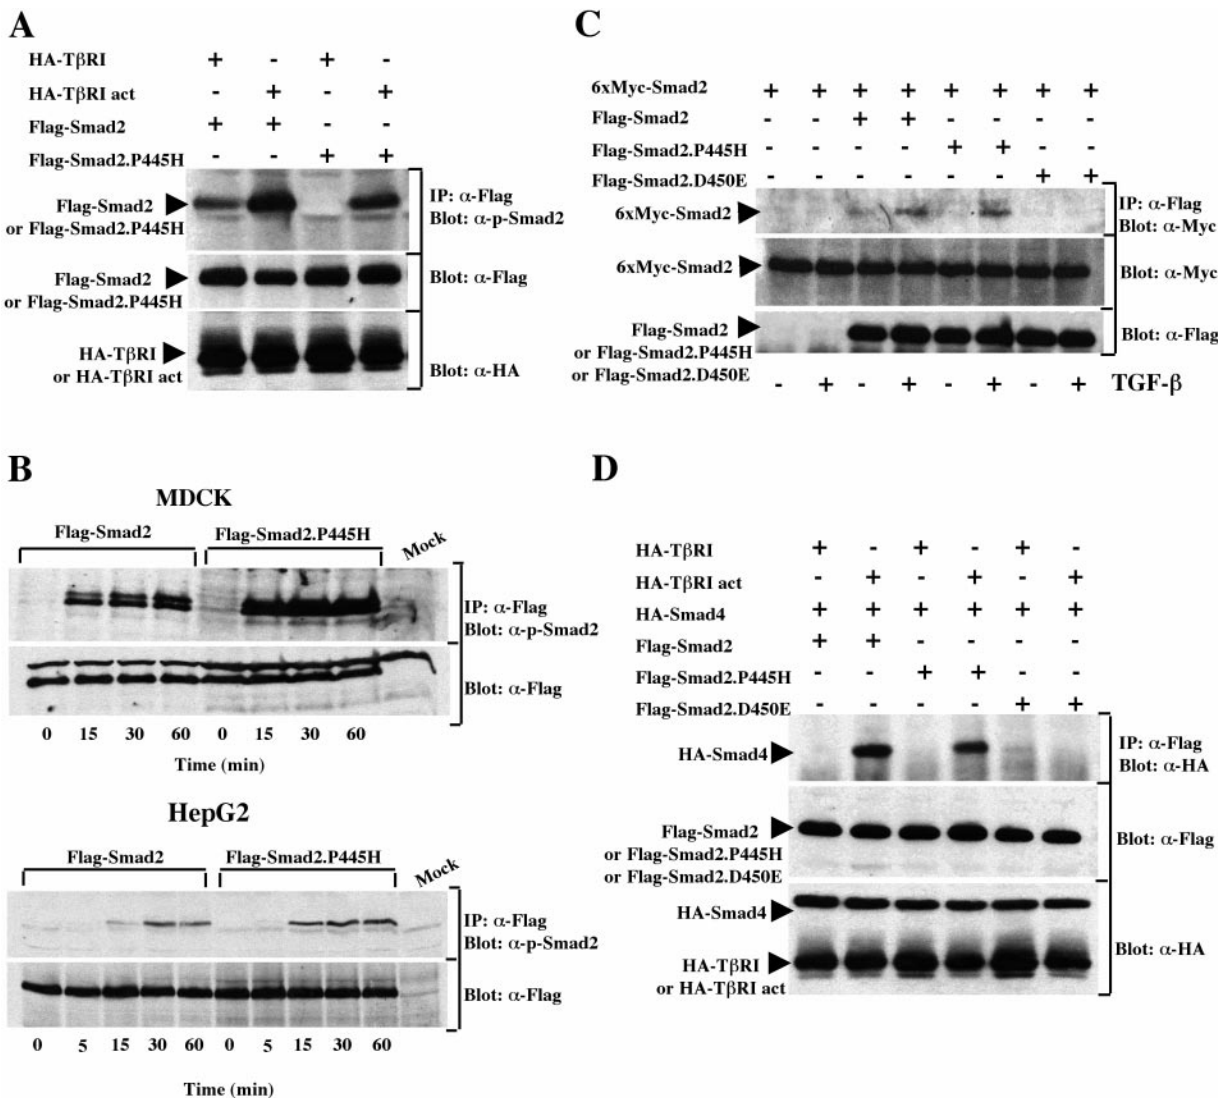 A
HA-TβRI + - + -
HA-TβRI act - + - +
Flag-Smad2 + + - -
Flag-Smad2.P445H - - + +
Flag-Smad2
or Flag-Smad2.P445H
IP: α-Flag
Blot: α-p-Smad2
Flag-Smad2
or Flag-Smad2.P445H
Blot: α-Flag
HA-TβRI
or HA-TβRI act
Blot: α-HA
B
MDCK
Flag-Smad2 Flag-Smad2.P445H Mock
IP: α-Flag
Blot: α-p-Smad2
Blot: α-Flag
0 15 30 60 0 15 30 60
Time (min)
HepG2
Flag-Smad2 Flag-Smad2.P445H Mock
IP: α-Flag
Blot: α-p-Smad2
Blot: α-Flag
0 5 15 30 60 0 5 15 30 60
Time (min)
C
6xMyc-Smad2 + + + + + + + +
Flag-Smad2 - - + + - - - -
Flag-Smad2.P445H - - - - + + - -
Flag-Smad2.D450E - - - - - - + +
6xMyc-Smad2
IP: α-Flag
Blot: α-Myc
6xMyc-Smad2
Blot: α-Myc
Flag-Smad2
or Flag-Smad2.P445H
or Flag-Smad2.D450E
Blot: α-Flag
- + - + - + - + TGF-β
D
HA-TβRI + - + - + -
HA-TβRI act - + - + - +
HA-Smad4 + + + + + +
Flag-Smad2 + + - - - -
Flag-Smad2.P445H - - + + - -
Flag-Smad2.D450E - - - - + +
HA-Smad4
IP: α-Flag
Blot: α-HA
Flag-Smad2
or Flag-Smad2.P445H
or Flag-Smad2.D450E
Blot: α-Flag
HA-Smad4
HA-TβRI
or HA-TβRI act
Blot: α-HA